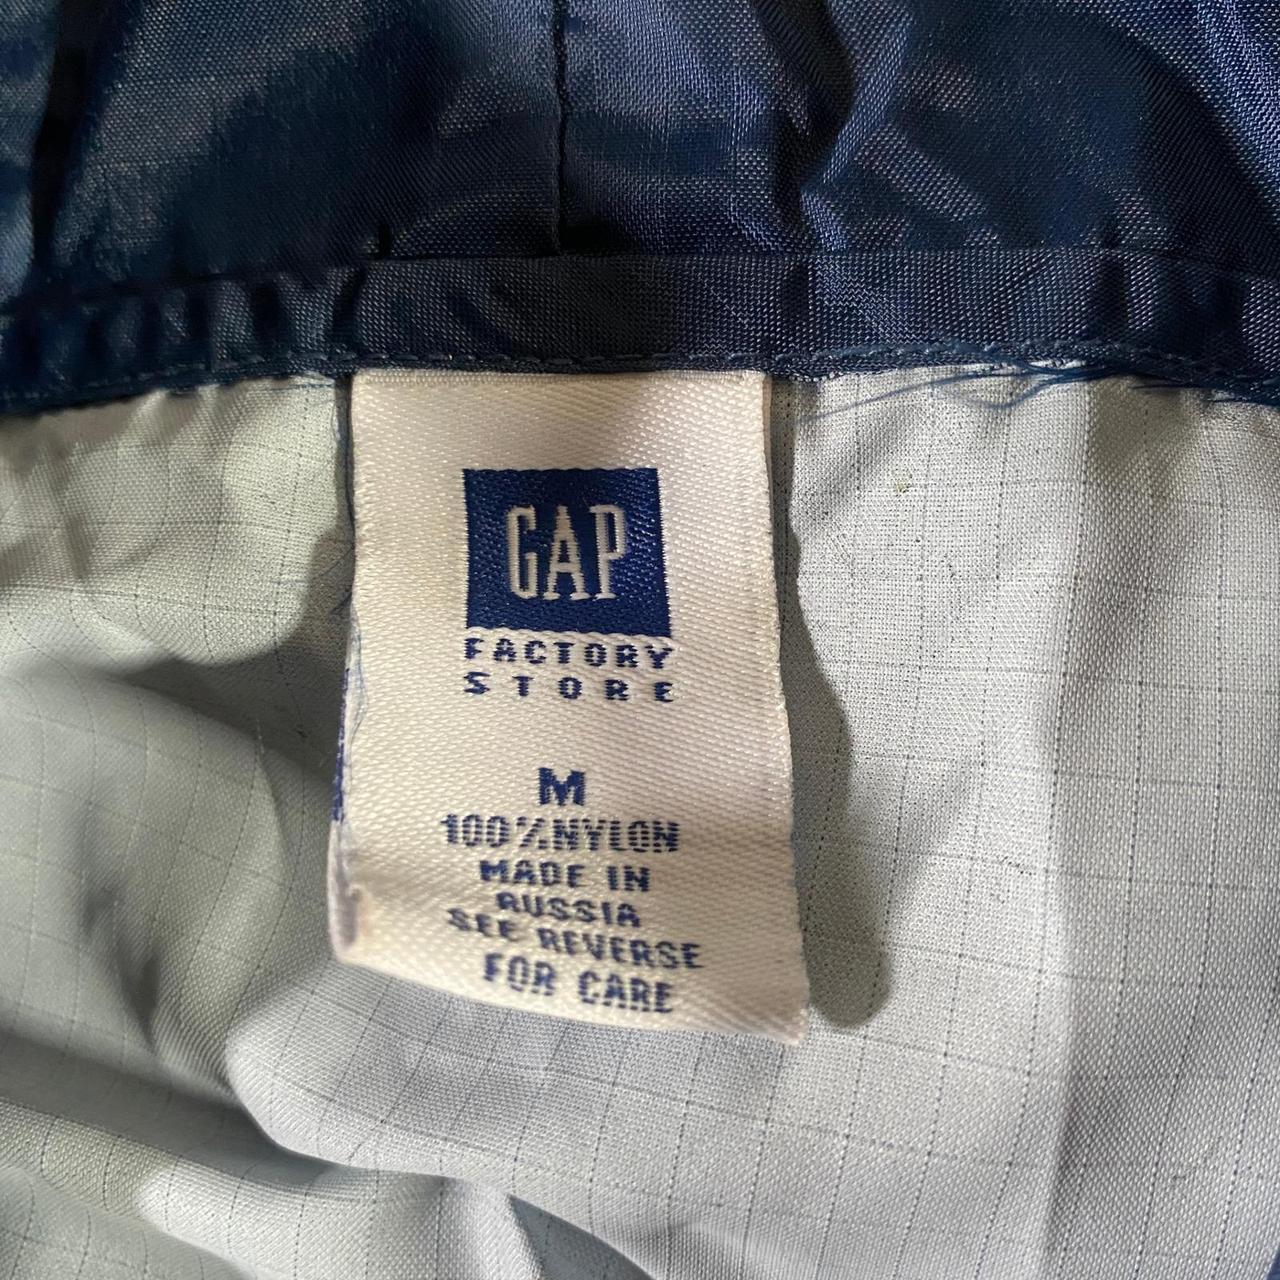 GAP
FACTORY
STORE
M
100%NYLON
MADE IN
RUSSIA
SEE REVERSE
FOR CARE